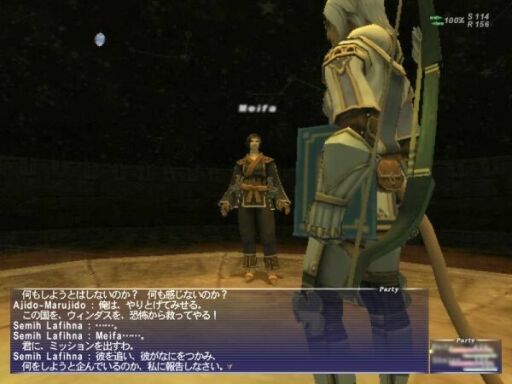 S 114
100%
R 156
Meifa
Party
何もしようとはしないのか？ 何も感じないのか？
Ajido-Marujido : 俺は、やりとげてみせる。
この国を、ウィンダスを、恐怖から救ってやる！
Semih Lafihna : ……。
Semih Lafihna : Meifa……。
君に、ミッションを出すわ。
Semih Lafihna : 彼を追い、彼がなにをつかみ、
何をしようと企んでいるのか、私に報告しなさい。
Party